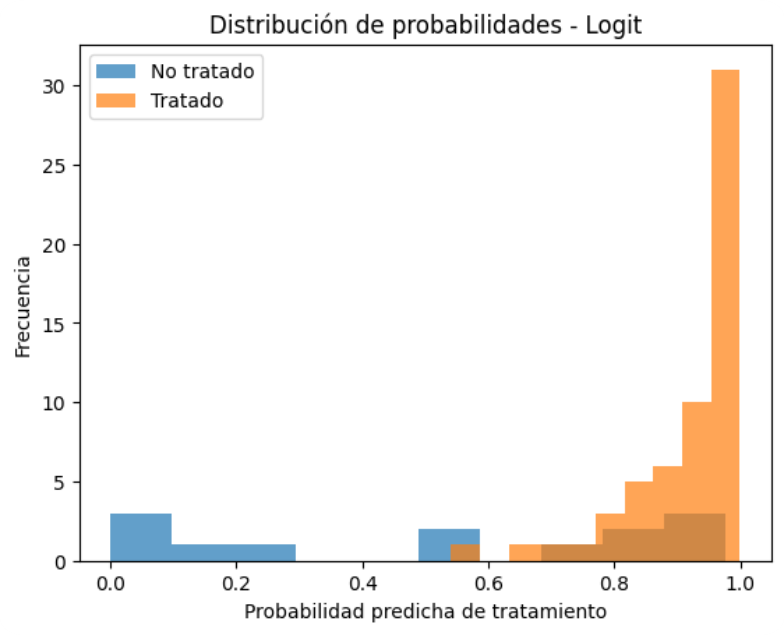 Distribución de probabilidades - Logit
No tratado
Tratado
30
25
20
15
10
5
0
Frecuencia
0.0 0.2 0.4 0.6 0.8 1.0
Probabilidad predicha de tratamiento